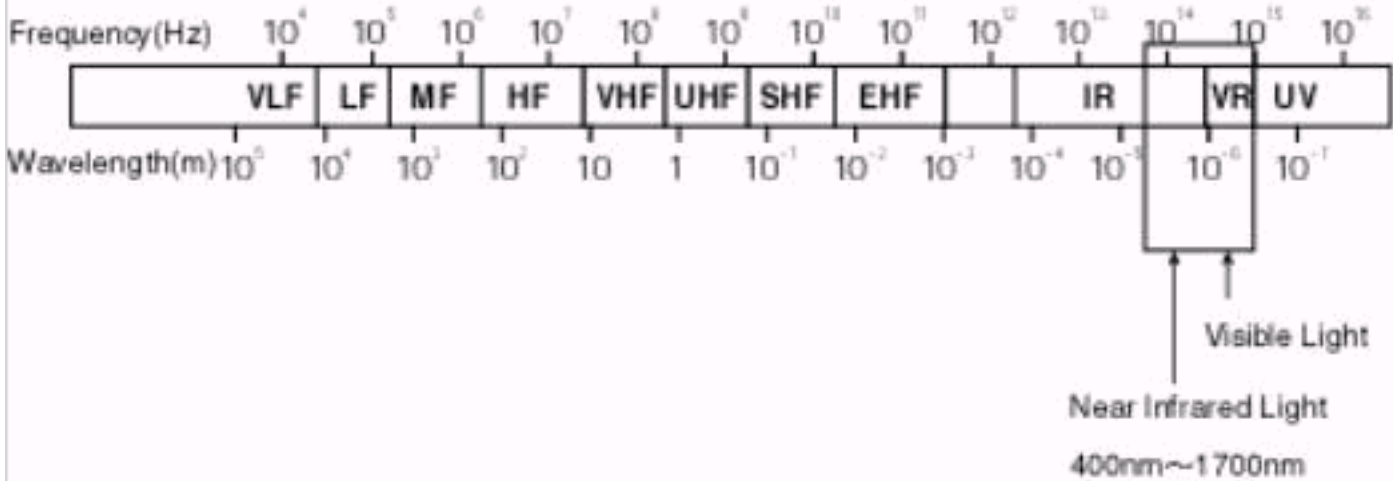 Frequency(Hz) 10⁴ 10⁵ 10⁶ 10⁷ 10⁸ 10⁹ 10¹⁰ 10¹¹ 10¹² 10¹³ 10¹⁴ 10¹⁵ 10¹⁶
VLF LF MF HF VHF UHF SHF EHF IR VR UV
Wavelength(m) 10⁵ 10⁴ 10³ 10² 10 1 10⁻¹ 10⁻² 10⁻³ 10⁻⁴ 10⁻⁵ 10⁻⁶ 10⁻⁷
Visible Light
Near Infrared Light
400nm～1700nm